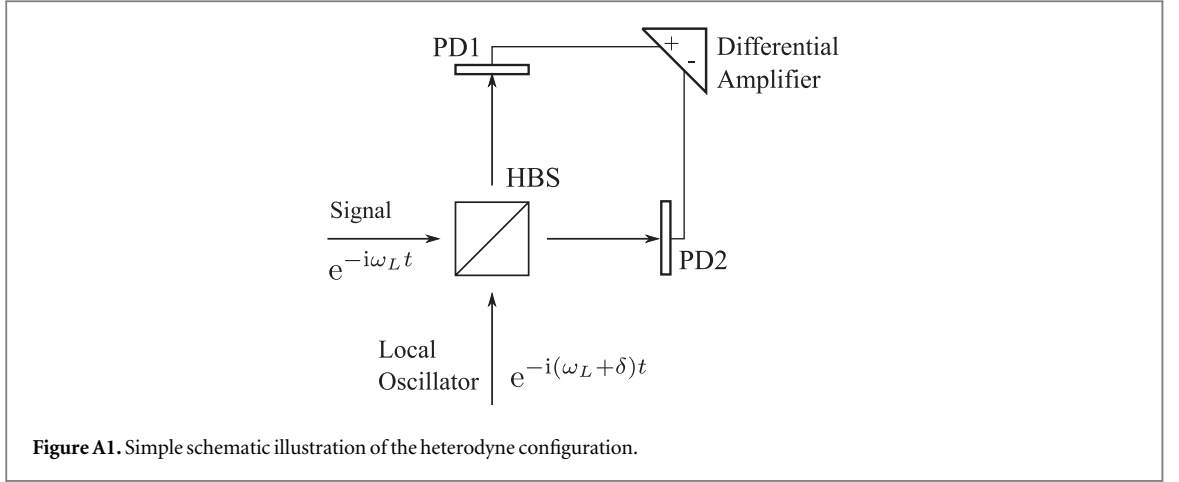 PD1
+
-
Differential
Amplifier
HBS
Signal
e^{-iω_L t}
PD2
Local
Oscillator
e^{-i(ω_L+δ)t}
Figure A1. Simple schematic illustration of the heterodyne configuration.